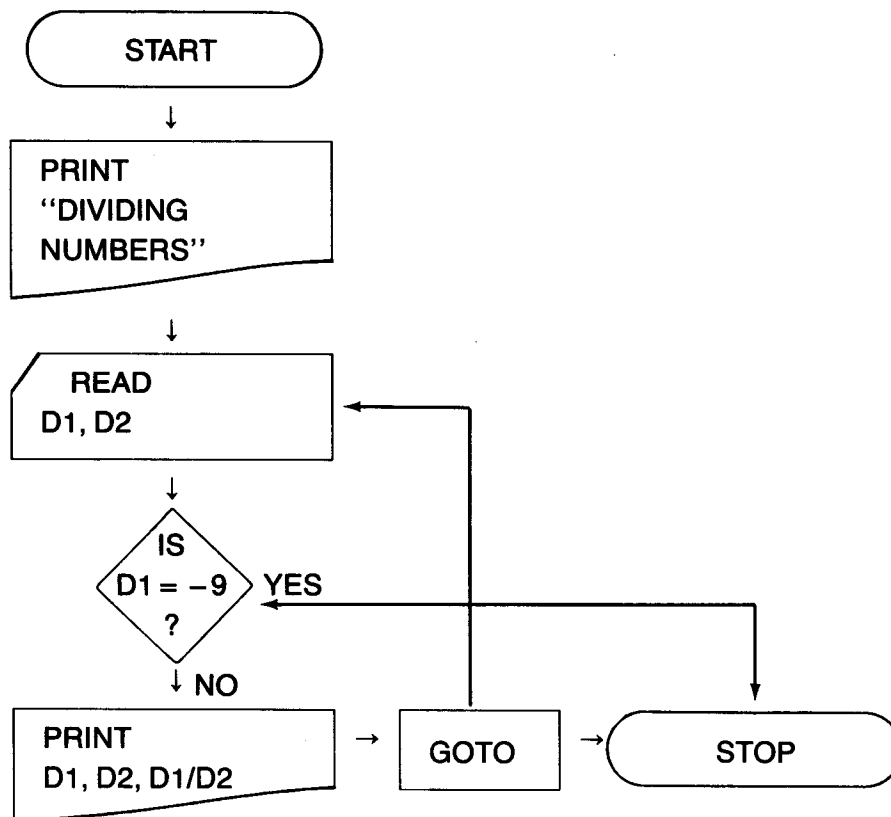 START
PRINT
‘‘DIVIDING
NUMBERS’’
READ
D1, D2
IS
D1 = −9
?
YES
NO
PRINT
D1, D2, D1/D2
GOTO
STOP